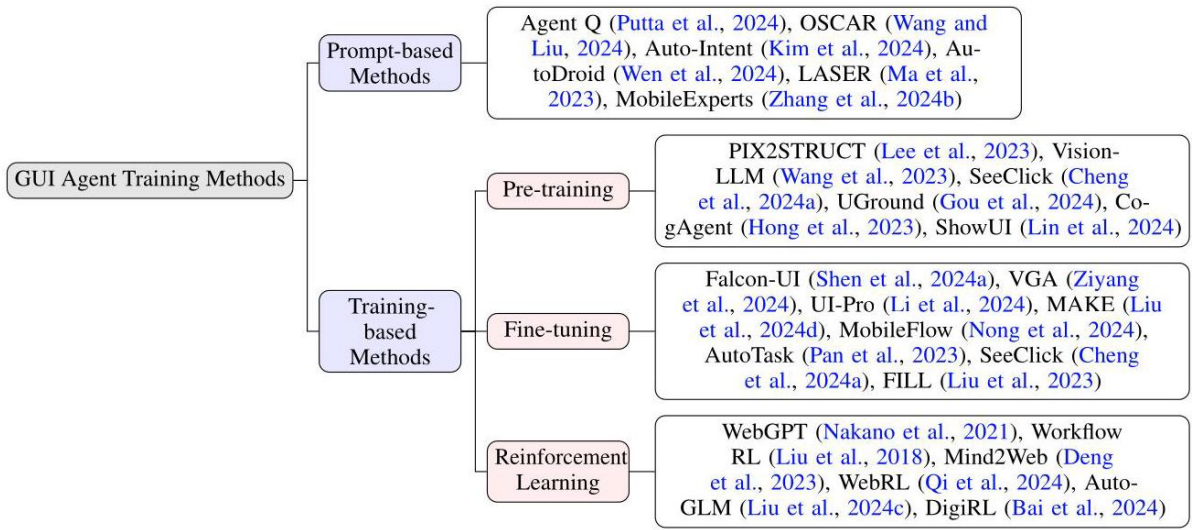 Prompt-based
Methods
Agent Q (Putta et al., 2024), OSCAR (Wang and
Liu, 2024), Auto-Intent (Kim et al., 2024), Au-
toDroid (Wen et al., 2024), LASER (Ma et al.,
2023), MobileExperts (Zhang et al., 2024b)
GUI Agent Training Methods
Training-
based
Methods
Pre-training
PIX2STRUCT (Lee et al., 2023), Vision-
LLM (Wang et al., 2023), SeeClick (Cheng
et al., 2024a), UGround (Gou et al., 2024), Co-
gAgent (Hong et al., 2023), ShowUI (Lin et al., 2024)
Fine-tuning
Falcon-UI (Shen et al., 2024a), VGA (Ziyang
et al., 2024), UI-Pro (Li et al., 2024), MAKE (Liu
et al., 2024d), MobileFlow (Nong et al., 2024),
AutoTask (Pan et al., 2023), SeeClick (Cheng
et al., 2024a), FILL (Liu et al., 2023)
Reinforcement
Learning
WebGPT (Nakano et al., 2021), Workflow
RL (Liu et al., 2018), Mind2Web (Deng
et al., 2023), WebRL (Qi et al., 2024), Auto-
GLM (Liu et al., 2024c), DigiRL (Bai et al., 2024)